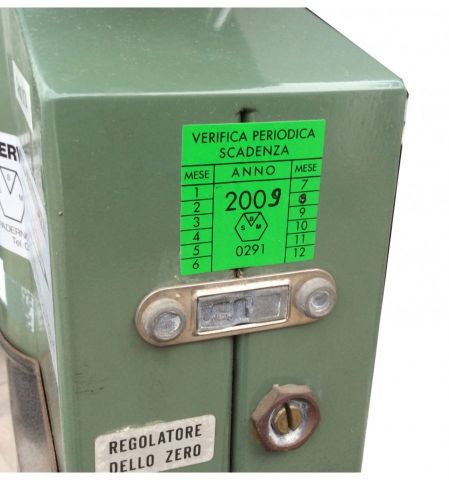 VERIFICA PERIODICA
SCADENZA
MESE ANNO MESE
1 7
2 2009
3 9
4 S B M 10
5 0291 11
6 12
REGOLATORE
DELLO ZERO
ERV
B